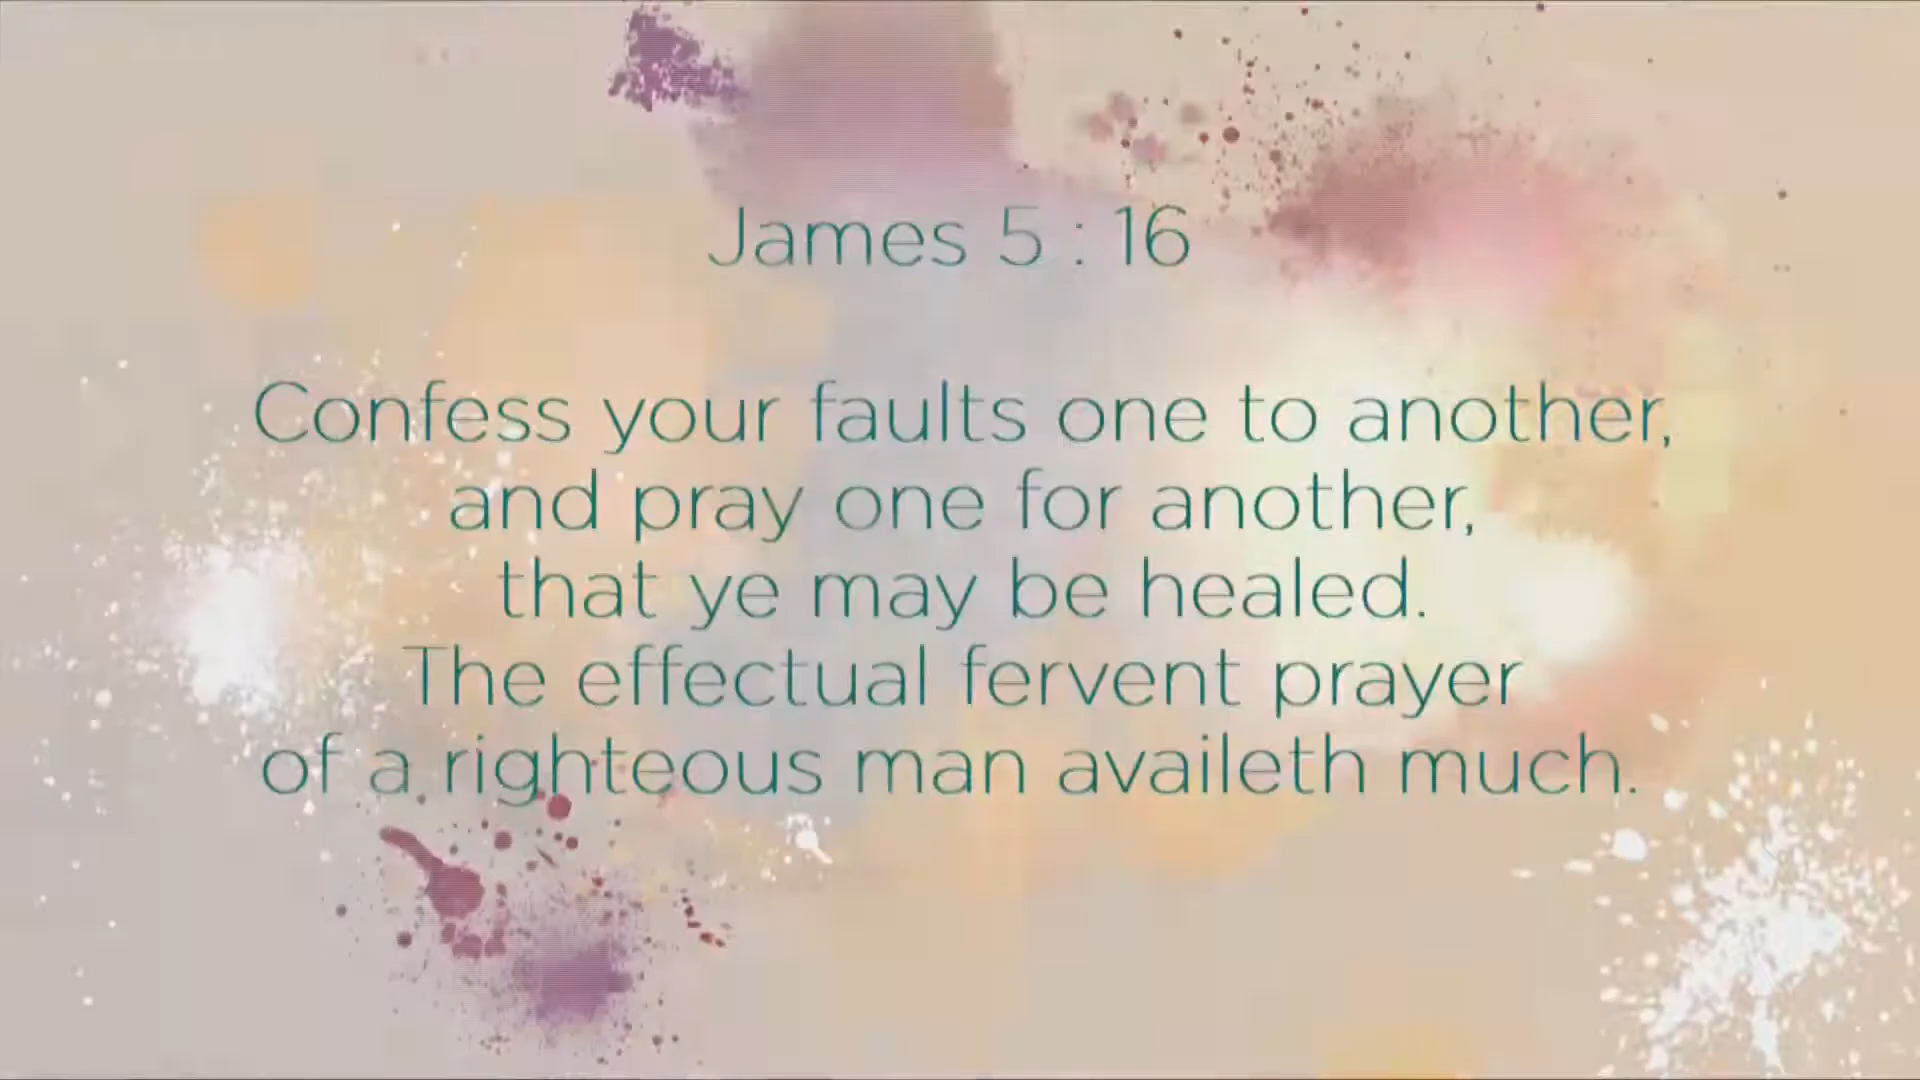 James 5 : 16
Confess your faults one to another,
and pray one for another,
that ye may be healed.
The effectual fervent prayer
of a righteous man availeth much.